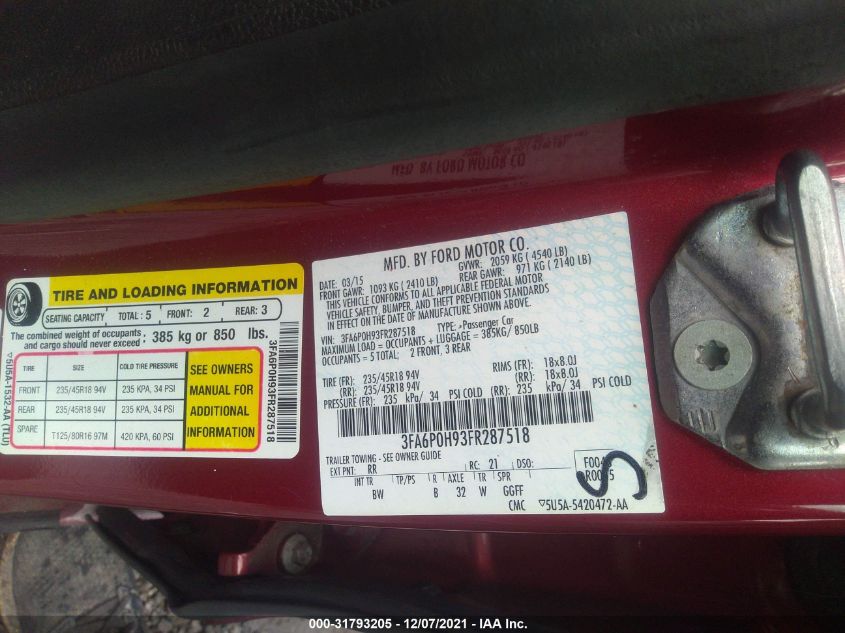 TIRE AND LOADING INFORMATION
SEATING CAPACITY TOTAL: 5 FRONT: 2 REAR: 3
The combined weight of occupants and cargo should never exceed: 385 kg or 850 lbs.
TIRE SIZE COLD TIRE PRESSURE
FRONT 235/45R18 94V 235 KPA, 34 PSI
REAR 235/45R18 94V 235 KPA, 34 PSI
SPARE T125/80R16 97M 420 KPA, 60 PSI
SEE OWNERS
MANUAL FOR
ADDITIONAL
INFORMATION
5U5A-1532-AA (TLU)
3FA6P0H93FR287518
MFD. BY FORD MOTOR CO.
DATE: 03/15 GVWR: 2059 KG (4540 LB)
FRONT GAWR: 1093 KG (2410 LB) REAR GAWR: 971 KG (2140 LB)
THIS VEHICLE CONFORMS TO ALL APPLICABLE FEDERAL MOTOR
VEHICLE SAFETY, BUMPER, AND THEFT PREVENTION STANDARDS
IN EFFECT ON THE DATE OF MANUFACTURE SHOWN ABOVE.
VIN: 3FA6P0H93FR287518 TYPE: Passenger Car
MAXIMUM LOAD = OCCUPANTS + LUGGAGE = 385KG/850LB
OCCUPANTS = 5 TOTAL: 2 FRONT, 3 REAR
TIRE (FR): 235/45R18 94V RIMS (FR): 18x8.0J
(RR): 235/45R18 94V (RR): 18x8.0J
PRESSURE (FR): 235 kPa/ 34 PSI COLD (RR): 235 kPa/ 34 PSI COLD
3FA6P0H93FR287518
TRAILER TOWING - SEE OWNER GUIDE
EXT PNT: RR RC: 21 DSO:
INT TR TP/PS R AXLE TR SPR
BW B 32 W GGFF
CMC 5U5A-5420472-AA
S
000-31793205 - 12/07/2021 - IAA Inc.